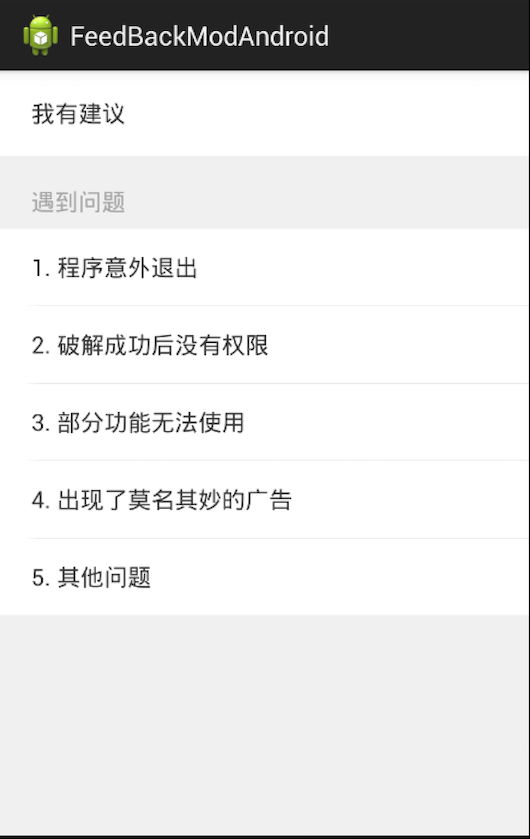 FeedBackModAndroid
我有建议
遇到问题
1. 程序意外退出
2. 破解成功后没有权限
3. 部分功能无法使用
4. 出现了莫名其妙的广告
5. 其他问题